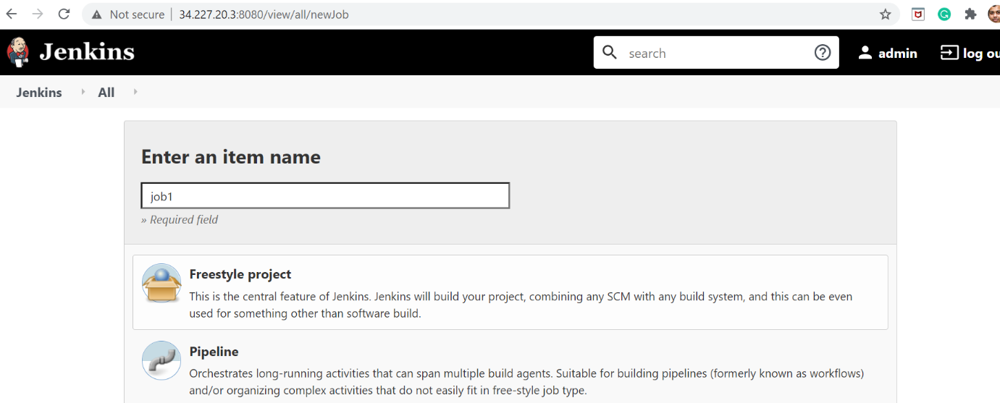 Not secure 34.227.20.3:8080/view/all/newJob
Jenkins search admin log ou
Jenkins All
Enter an item name
job1
» Required field
Freestyle project
This is the central feature of Jenkins. Jenkins will build your project, combining any SCM with any build system, and this can be even
used for something other than software build.
Pipeline
Orchestrates long-running activities that can span multiple build agents. Suitable for building pipelines (formerly known as workflows)
and/or organizing complex activities that do not easily fit in free-style job type.